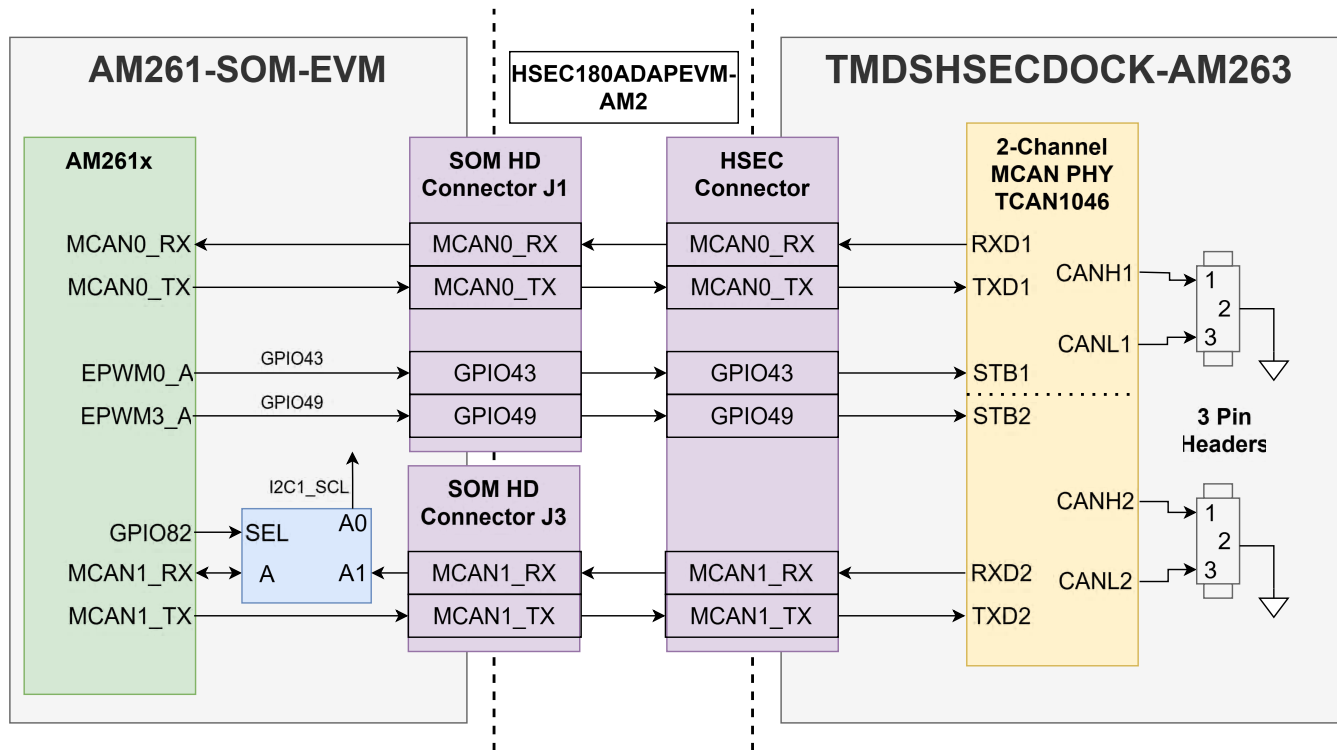 AM261-SOM-EVM
HSEC180ADAPEVM-
AM2
TMDSHSECDOCK-AM263
AM261x
MCAN0_RX
MCAN0_TX
EPWM0_A
EPWM3_A
GPIO82
MCAN1_RX
MCAN1_TX
GPIO43
GPIO49
I2C1_SCL
SEL
A0
A
A1
SOM HD
Connector J1
MCAN0_RX
MCAN0_TX
GPIO43
GPIO49
SOM HD
Connector J3
MCAN1_RX
MCAN1_TX
HSEC
Connector
MCAN0_RX
MCAN0_TX
GPIO43
GPIO49
MCAN1_RX
MCAN1_TX
2-Channel
MCAN PHY
TCAN1046
RXD1
TXD1
STB1
STB2
RXD2
TXD2
CANH1
CANL1
CANH2
CANL2
1
2
3
3 Pin
Headers
1
2
3